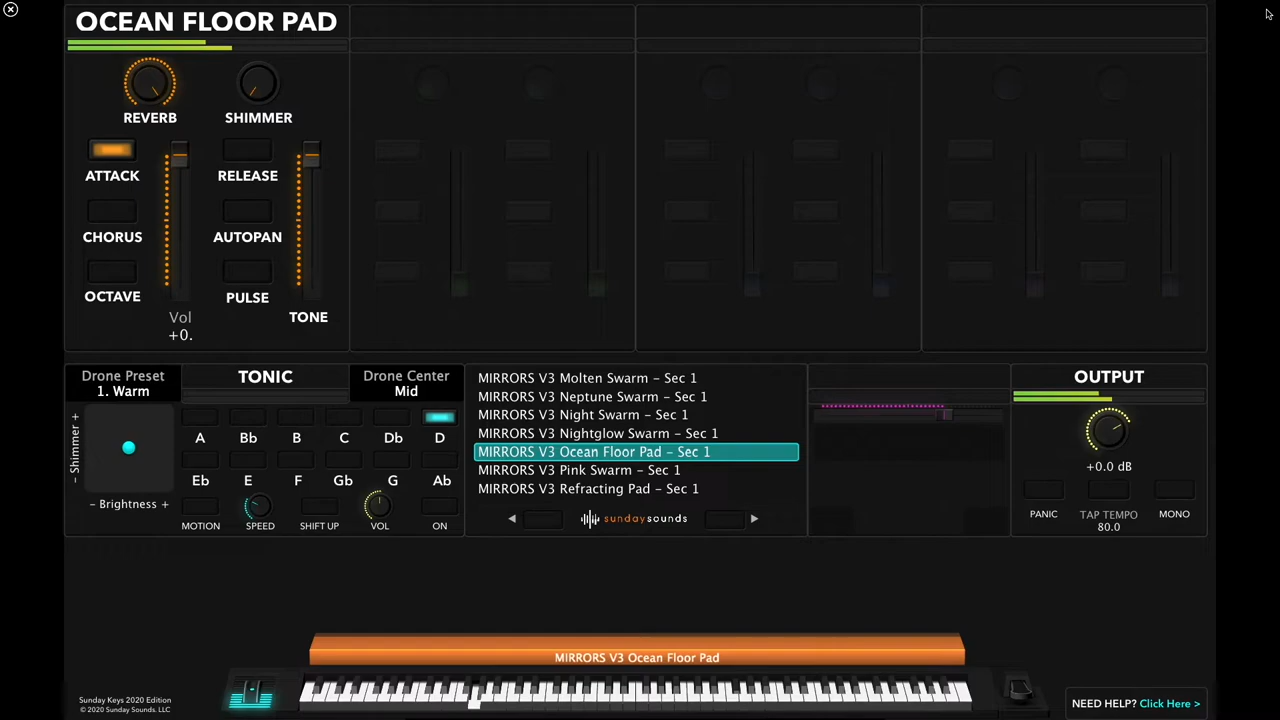 OCEAN FLOOR PAD
REVERB
SHIMMER
ATTACK
RELEASE
CHORUS
AUTOPAN
OCTAVE
PULSE
Vol
+0.
TONE
Drone Preset
1. Warm
TONIC
Drone Center
Mid
- Shimmer +
- Brightness +
A Bb B C Db D
Eb E F Gb G Ab
MOTION SPEED SHIFT UP VOL ON
MIRRORS V3 Molten Swarm – Sec 1
MIRRORS V3 Neptune Swarm – Sec 1
MIRRORS V3 Night Swarm – Sec 1
MIRRORS V3 Nightglow Swarm – Sec 1
MIRRORS V3 Ocean Floor Pad – Sec 1
MIRRORS V3 Pink Swarm – Sec 1
MIRRORS V3 Refracting Pad – Sec 1
sundaysounds
OUTPUT
+0.0 dB
PANIC
TAP TEMPO
80.0
MONO
MIRRORS V3 Ocean Floor Pad
Sunday Keys 2020 Edition
© 2020 Sunday Sounds. LLC
NEED HELP? Click Here >